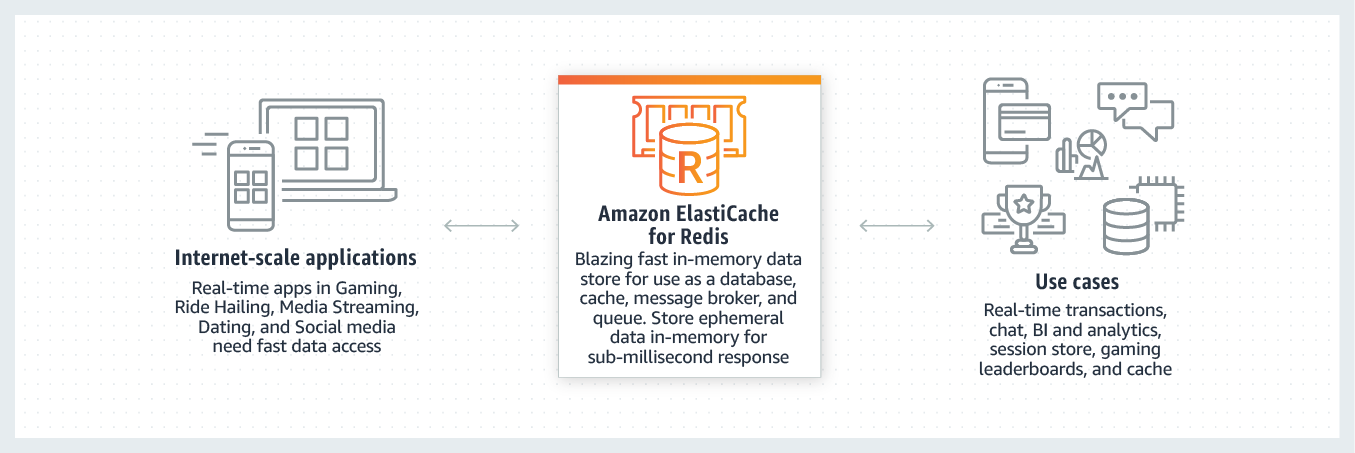 Internet-scale applications
Real-time apps in Gaming,
Ride Hailing, Media Streaming,
Dating, and Social media
need fast data access
R
Amazon ElastiCache
for Redis
Blazing fast in-memory data
store for use as a database,
cache, message broker, and
queue. Store ephemeral
data in-memory for
sub-millisecond response
Use cases
Real-time transactions,
chat, BI and analytics,
session store, gaming
leaderboards, and cache